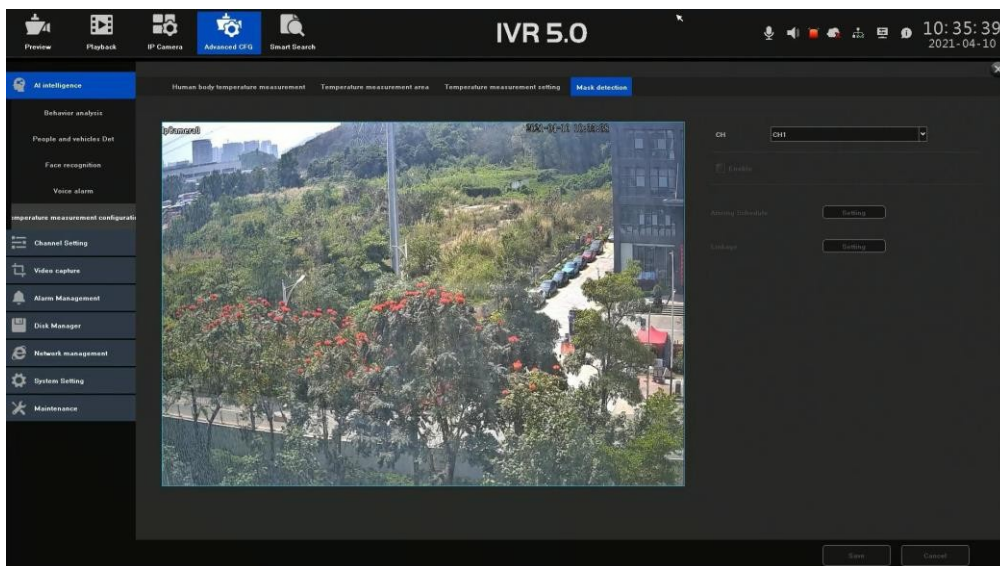 IVR 5.0
10:35:39
2021-04-10
Preview
Playback
IP Camera
Advanced CFG
Smart Search
AI intelligence
Human body temperature measurement
Temperature measurement area
Temperature measurement setting
Mask detection
Behavior analysis
People and vehicles Det
Face recognition
Voice alarm
emperature measurement configurati
Channel Setting
Video capture
Alarm Management
Disk Manager
Network management
System Setting
Maintenance
CH
CH1
Enable
Arming Schedule
Setting
Linkage
Setting
Save
Cancel